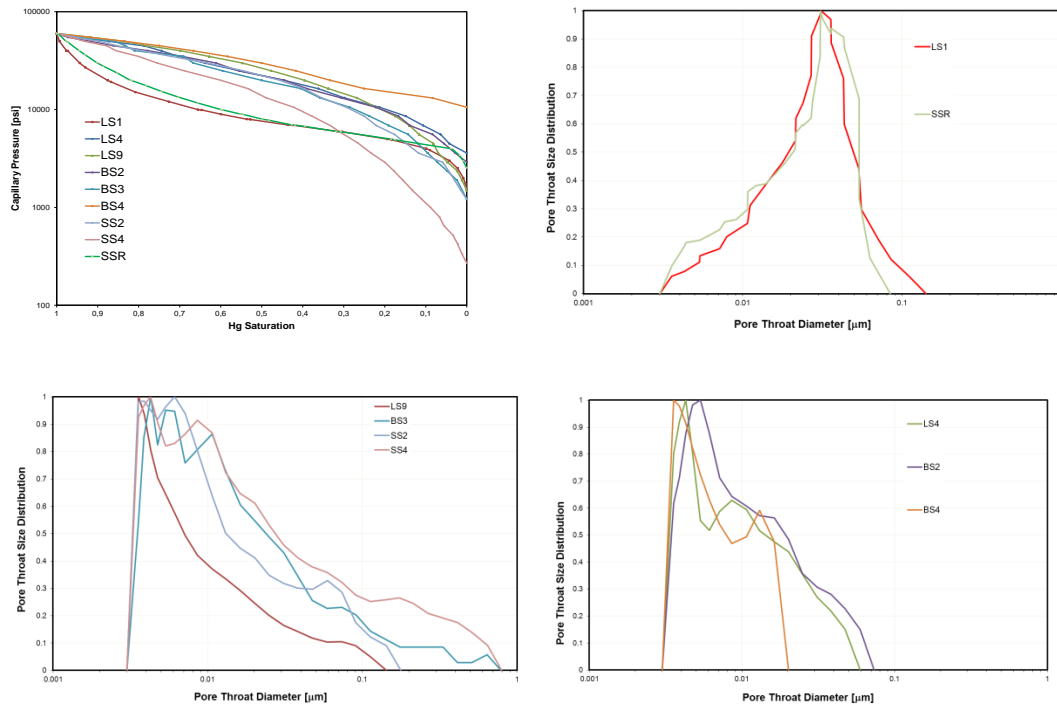 100000
10000
1000
100
Capillary Pressure [psi]
LS1
LS4
LS9
BS2
BS3
BS4
SS2
SS4
SSR
1 0,9 0,8 0,7 0,6 0,5 0,4 0,3 0,2 0,1 0
Hg Saturation
1
0.9
0.8
0.7
0.6
0.5
0.4
0.3
0.2
0.1
0
Pore Throat Size Distribution
LS1
SSR
0.001 0.01 0.1
Pore Throat Diameter [µm]
1
0.9
0.8
0.7
0.6
0.5
0.4
0.3
0.2
0.1
0
Pore Throat Size Distribution
LS9
BS3
SS2
SS4
0.001 0.01 0.1 1
Pore Throat Diameter [µm]
1
0.9
0.8
0.7
0.6
0.5
0.4
0.3
0.2
0.1
0
Pore Throat Size Distribution
LS4
BS2
BS4
0.001 0.01 0.1 1
Pore Throat Diameter [µm]